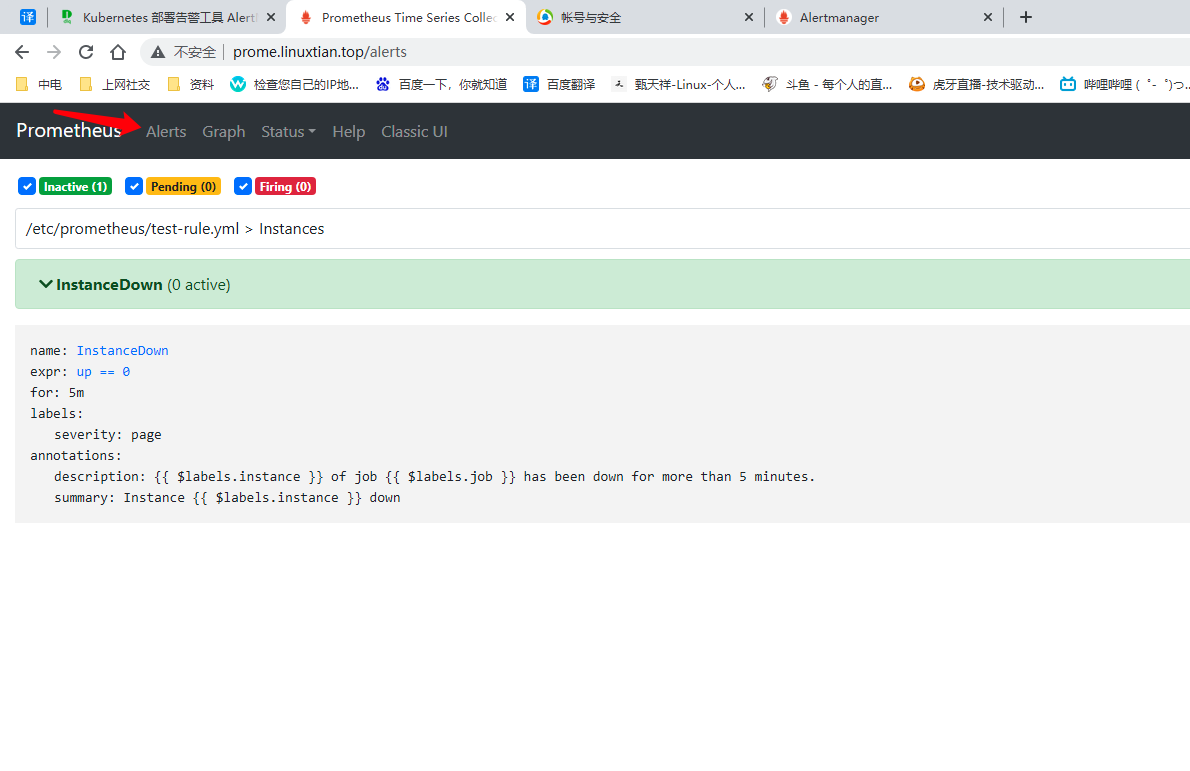 译 Kubernetes 部署告警工具 Alert Prometheus Time Series Collec 帐号与安全 Alertmanager
不安全 prome.linuxtian.top/alerts
中电 上网社交 资料 检查您自己的IP地... 百度一下，你就知道 译 百度翻译 甄天祥-Linux-个人... 斗鱼 - 每个人的直... 虎牙直播-技术驱动... 哔哩哔哩 ( ゜- ゜)つ...
Prometheus Alerts Graph Status Help Classic UI
Inactive (1) Pending (0) Firing (0)
/etc/prometheus/test-rule.yml > Instances
InstanceDown (0 active)
name: InstanceDown
expr: up == 0
for: 5m
labels:
severity: page
annotations:
description: {{ $labels.instance }} of job {{ $labels.job }} has been down for more than 5 minutes.
summary: Instance {{ $labels.instance }} down